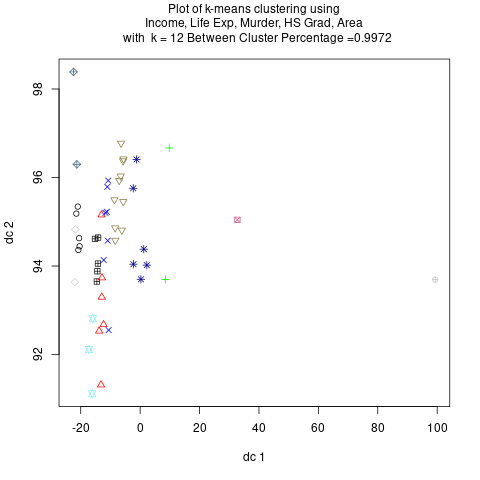 Plot of k-means clustering using
Income, Life Exp, Murder, HS Grad, Area
with  k = 12 Between Cluster Percentage =0.9972
98
96
94
92
dc 2
-20 0 20 40 60 80 100
dc 1